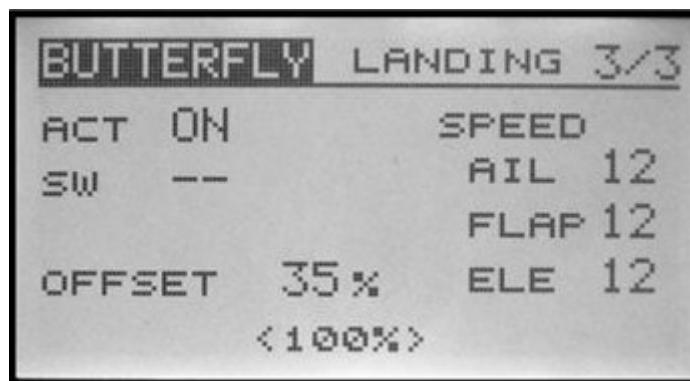 BUTTERFLY LANDING 3/3
ACT ON SPEED
SW -- AIL 12
FLAP 12
OFFSET 35% ELE 12
<100%>